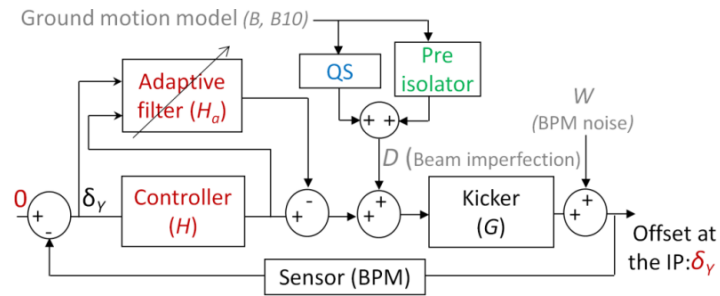 Ground motion model (B, B10)
QS
Pre
isolator
Adaptive
filter (Hₐ)
W
(BPM noise)
+ +
D (Beam imperfection)
0
+
-
δY
Controller
(H)
+
-
+
+
Kicker
(G)
+
+
Offset at
the IP:δY
Sensor (BPM)